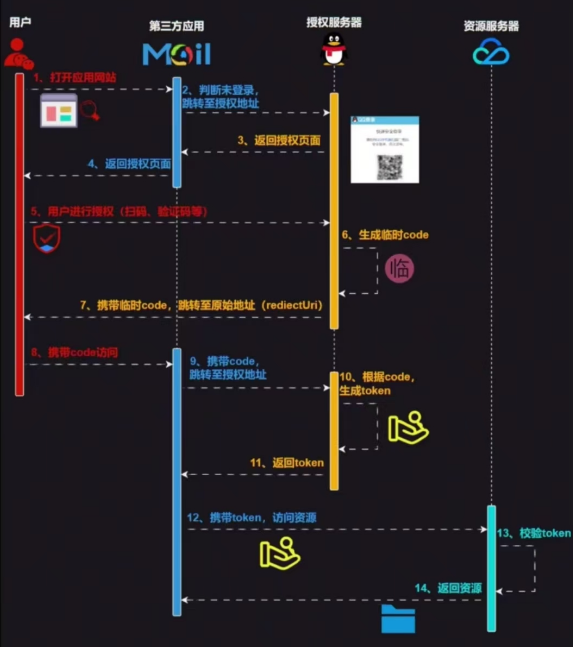 用户
第三方应用
授权服务器
资源服务器
Mail
1、打开应用网站
2、判断未登录,
跳转至授权地址
3、返回授权页面
4、返回授权页面
5、用户进行授权（扫码、验证码等）
6、生成临时code
临
7、携带临时code，跳转至原始地址（rediectUri）
8、携带code访问
9、携带code,
跳转至授权地址
10、根据code,
生成token
11、返回token
12、携带token，访问资源
13、校验token
14、返回资源